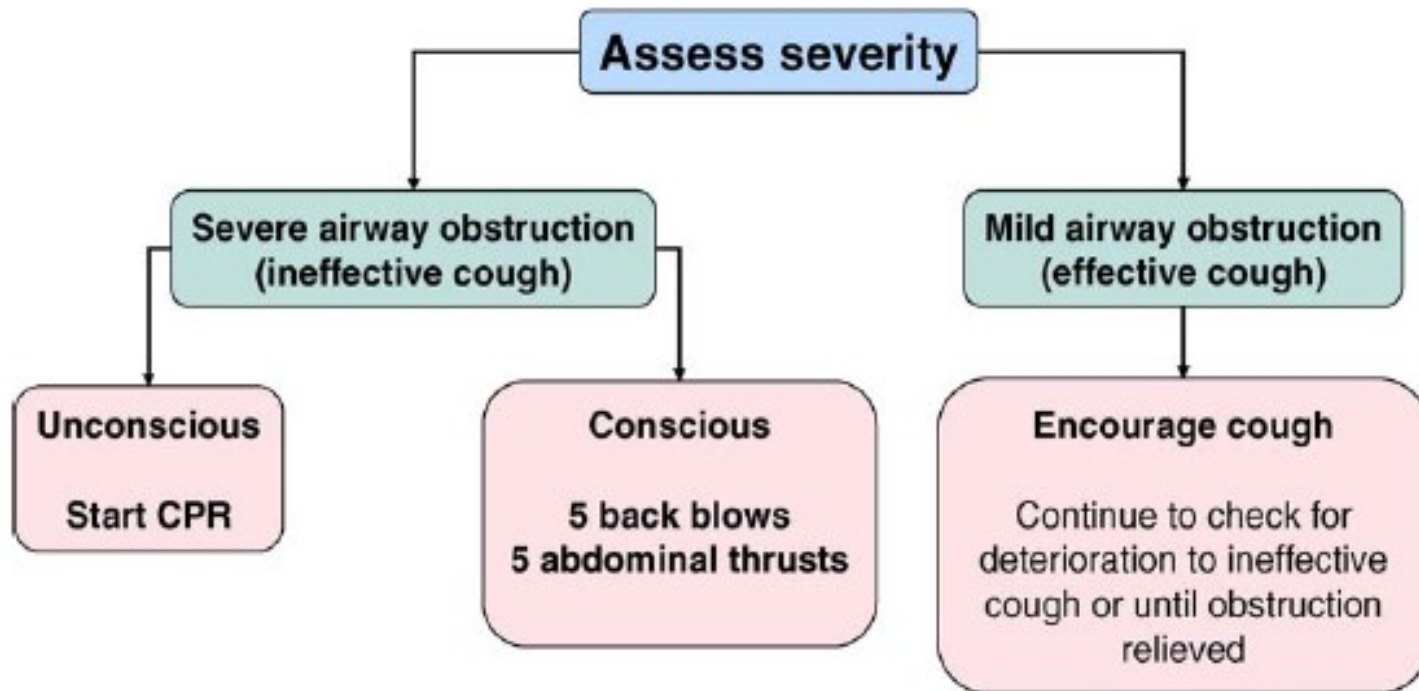 Assess severity
Severe airway obstruction
(ineffective cough)
Mild airway obstruction
(effective cough)
Unconscious
Start CPR
Conscious
5 back blows
5 abdominal thrusts
Encourage cough
Continue to check for
deterioration to ineffective
cough or until obstruction
relieved